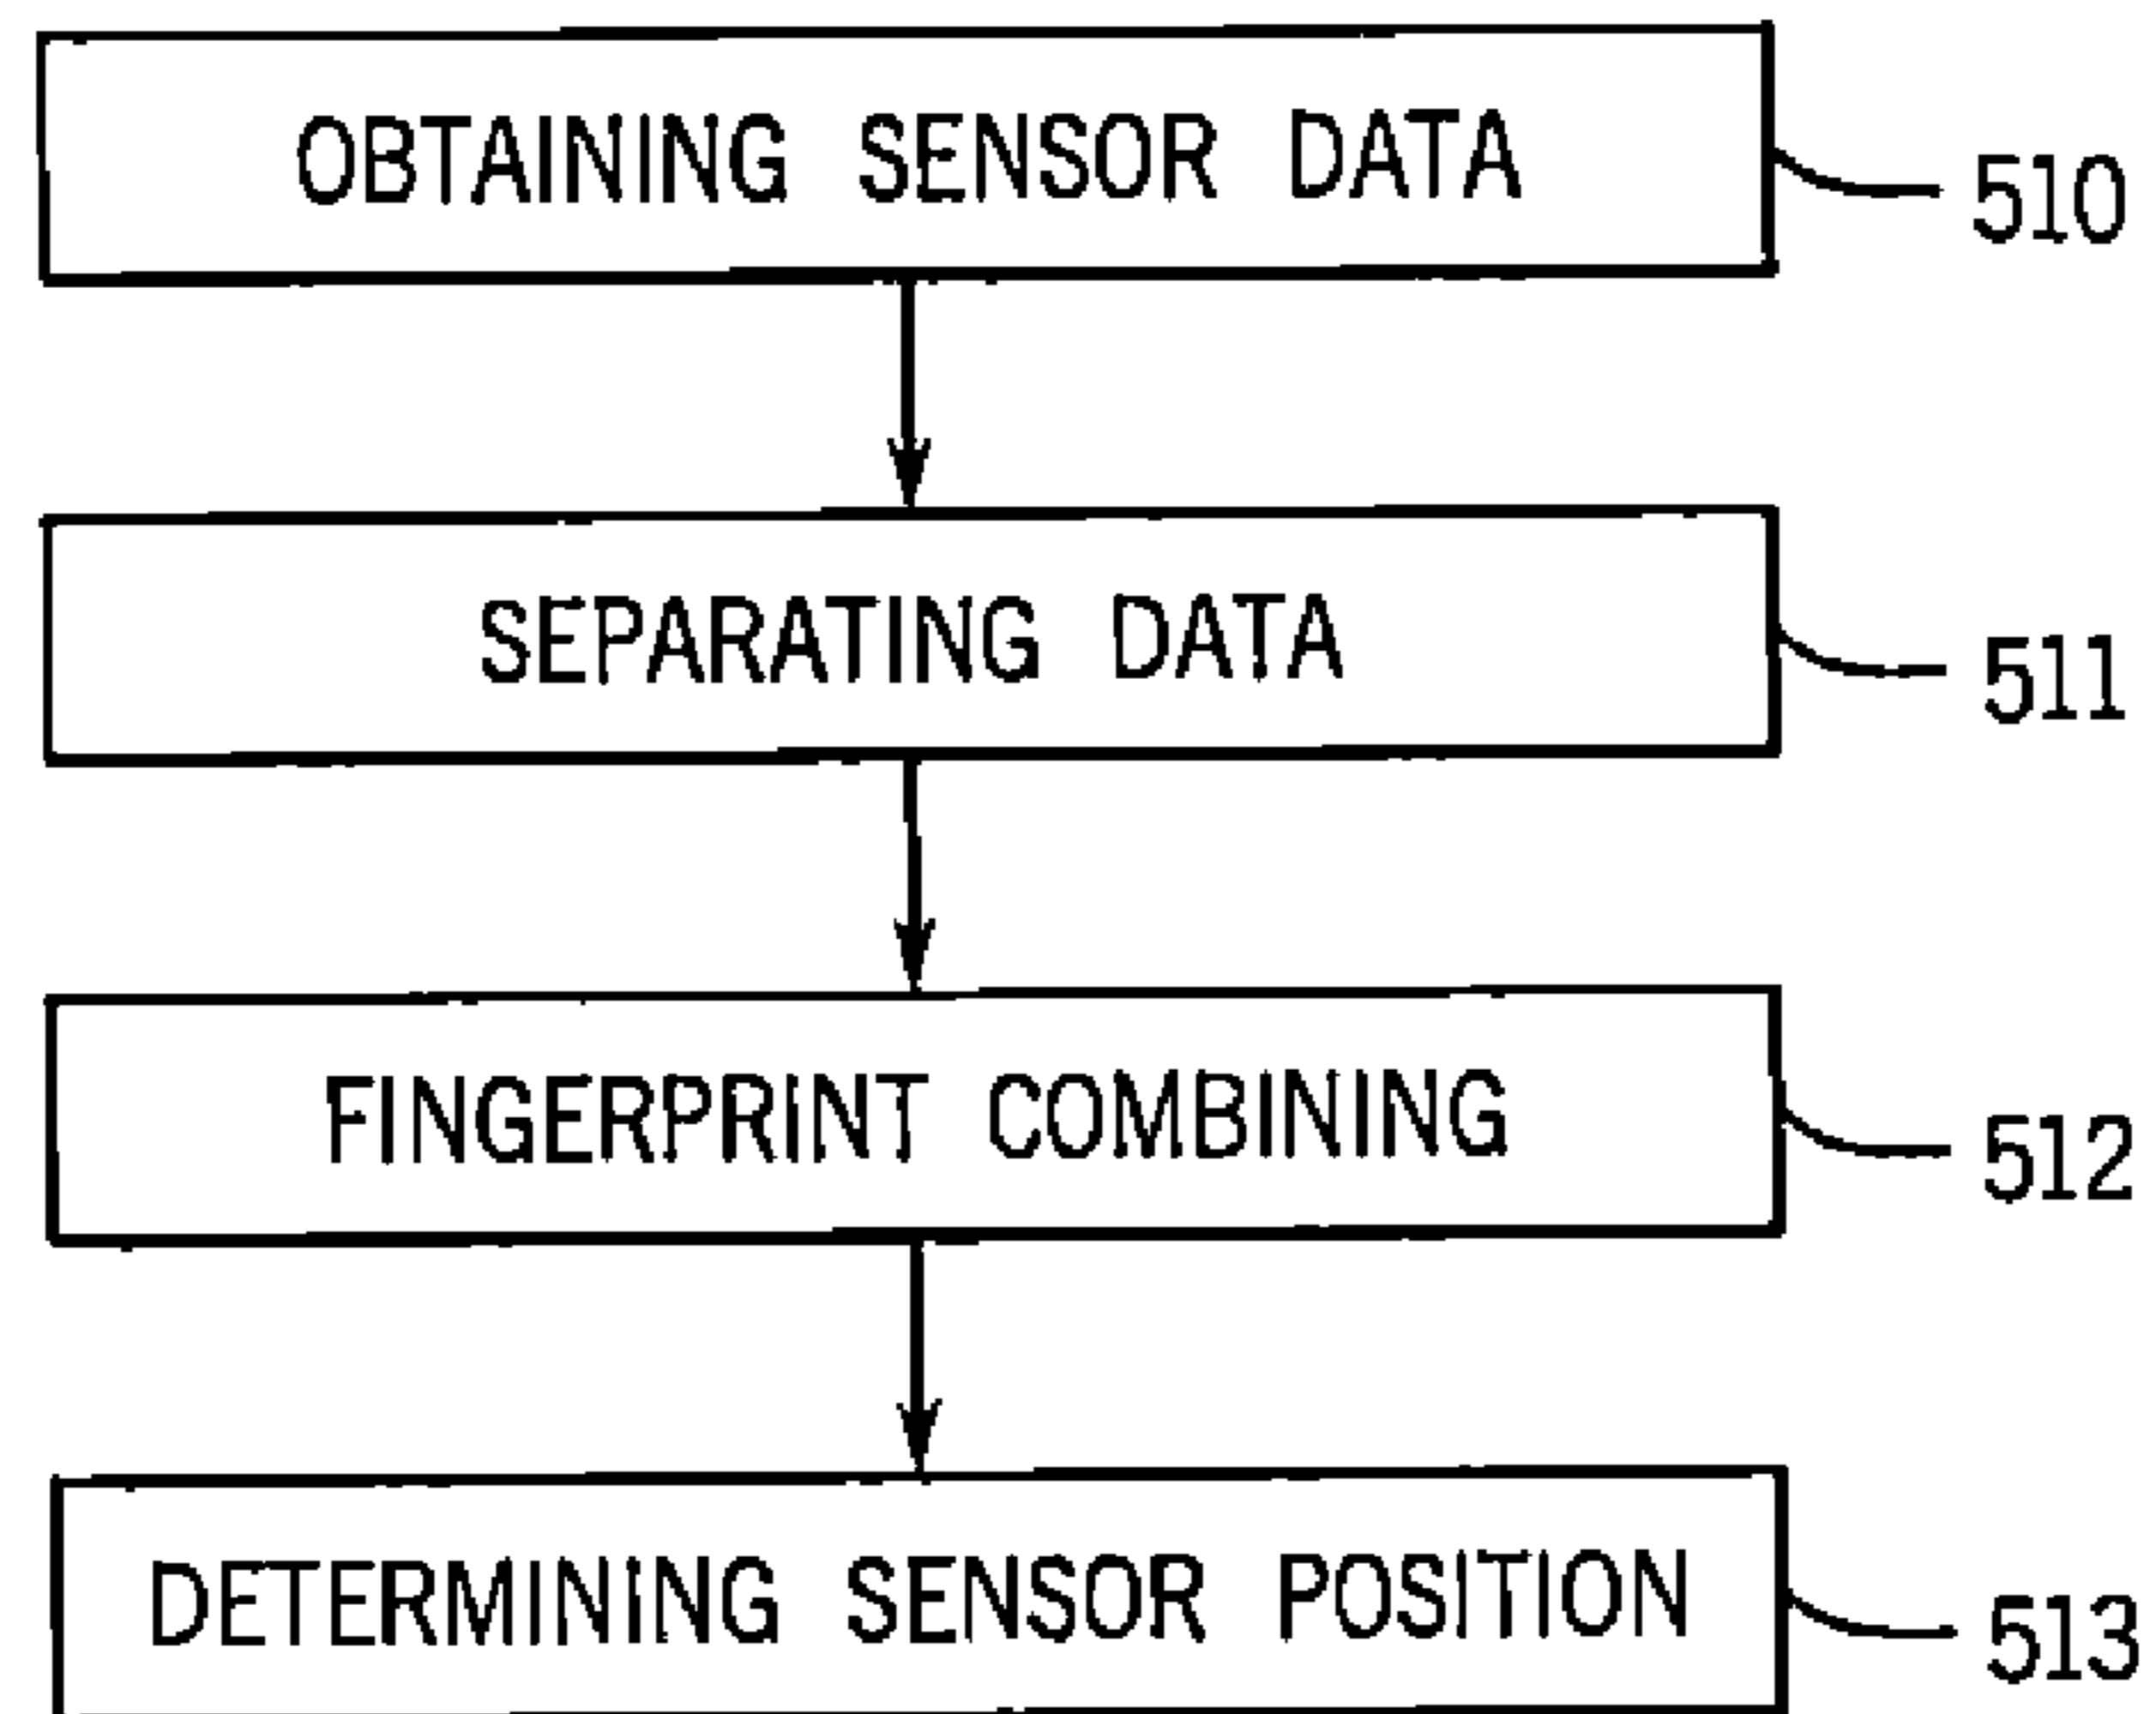 OBTAINING SENSOR DATA
510
SEPARATING DATA
511
FINGERPRINT COMBINING
512
DETERMINING SENSOR POSITION
513